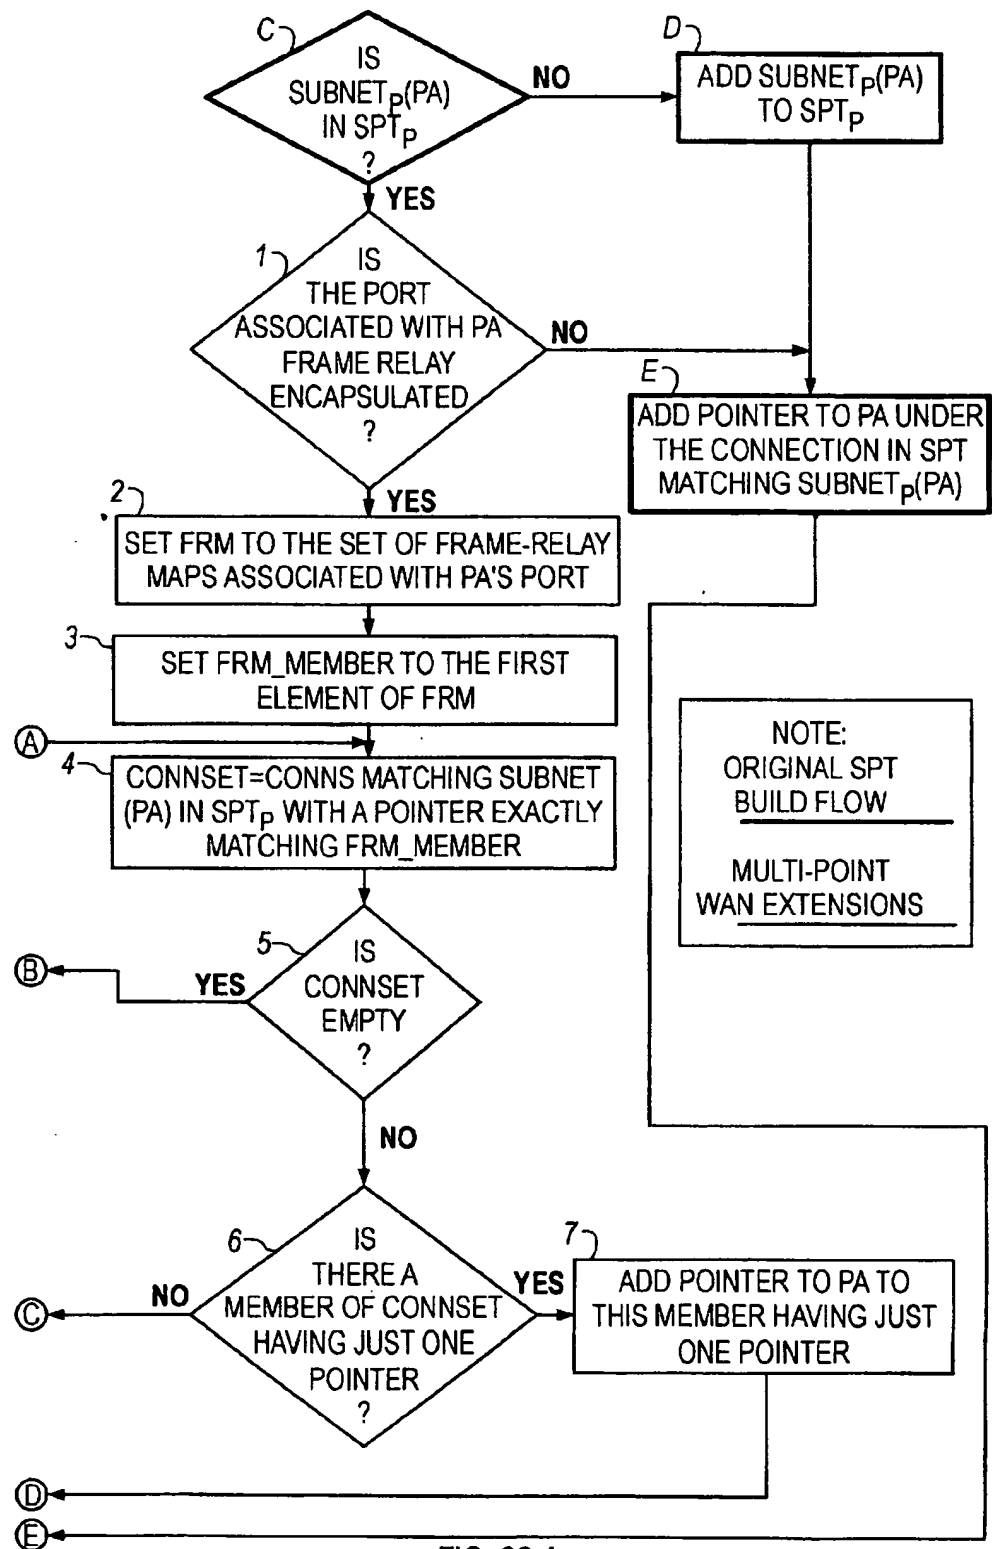 C
IS
SUBNETP(PA)
IN SPTP
?
NO
YES
D
ADD SUBNETP(PA)
TO SPTP
1
IS
THE PORT
ASSOCIATED WITH PA
FRAME RELAY
ENCAPSULATED
?
NO
YES
E
ADD POINTER TO PA UNDER
THE CONNECTION IN SPT
MATCHING SUBNETP(PA)
2
SET FRM TO THE SET OF FRAME-RELAY
MAPS ASSOCIATED WITH PA'S PORT
3
SET FRM_MEMBER TO THE FIRST
ELEMENT OF FRM
A
4
CONNSET=CONNS MATCHING SUBNET
(PA) IN SPTP WITH A POINTER EXACTLY
MATCHING FRM_MEMBER
NOTE:
ORIGINAL SPT
BUILD FLOW
MULTI-POINT
WAN EXTENSIONS
5
IS
CONNSET
EMPTY
?
YES
B
NO
6
IS
THERE A
MEMBER OF CONNSET
HAVING JUST ONE
POINTER
?
NO
C
YES
7
ADD POINTER TO PA TO
THIS MEMBER HAVING JUST
ONE POINTER
D
E